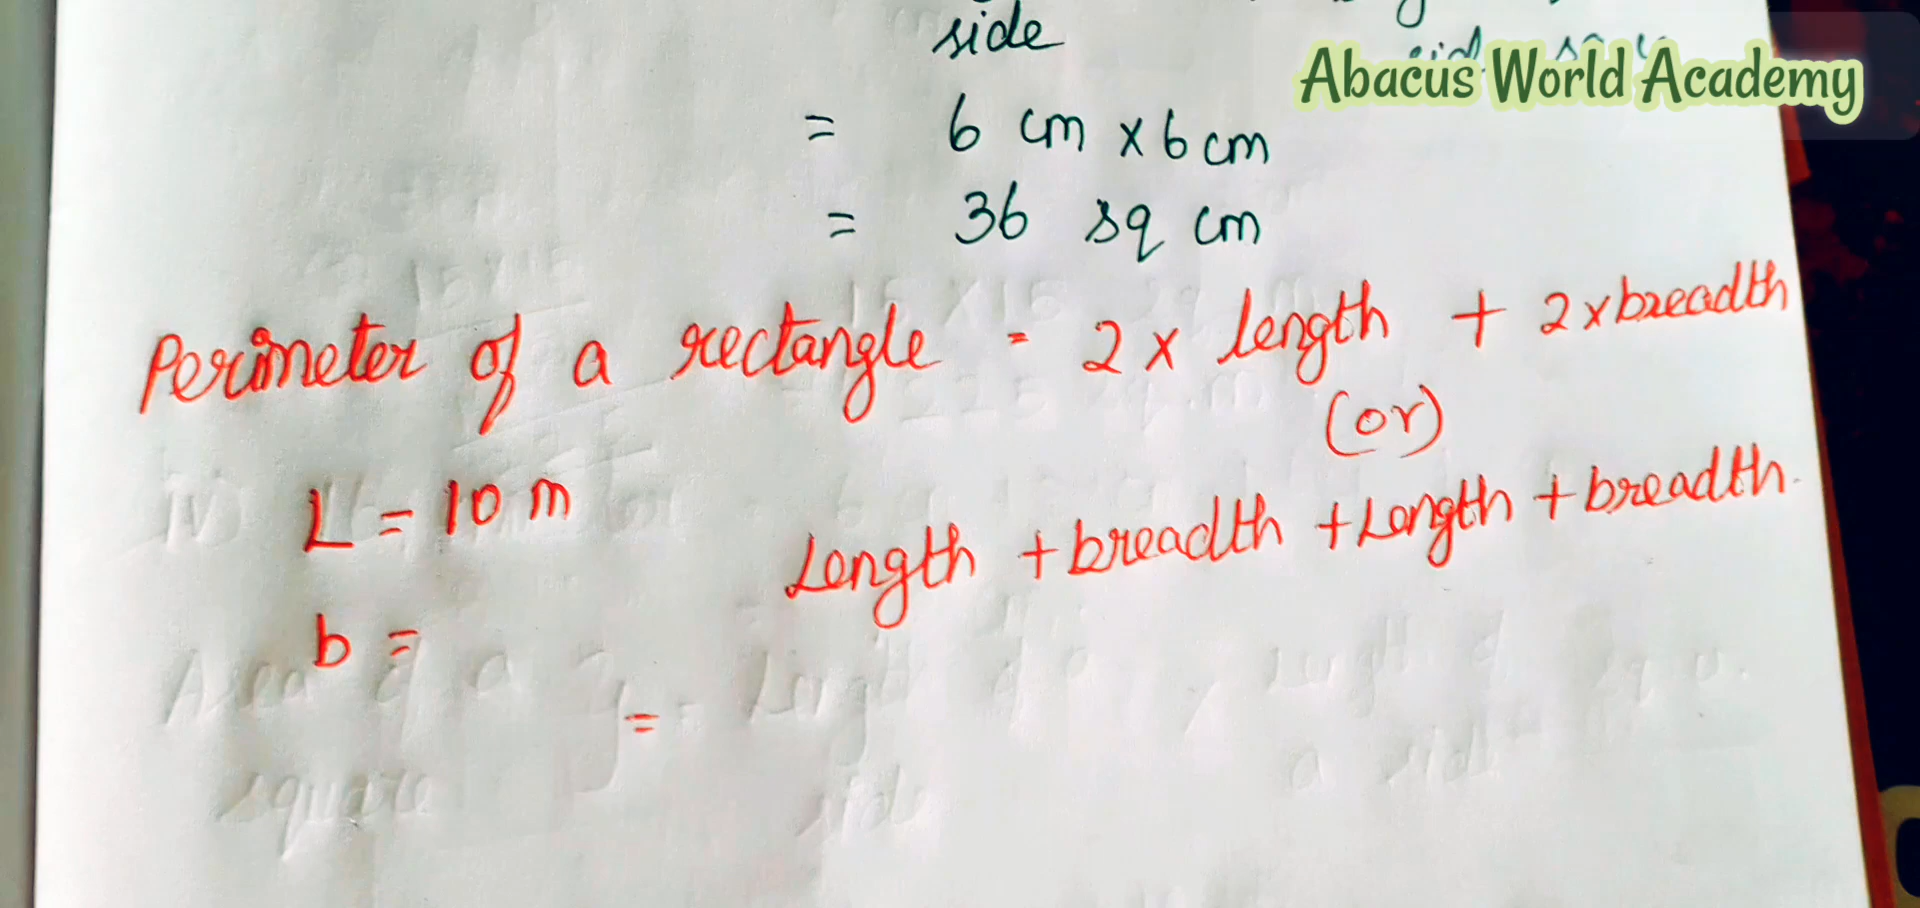 side
Abacus World Academy
= 6 cm x 6 cm
= 36 sq cm
Perimeter of a rectangle = 2 x length + 2 x breadth
(or)
L = 10 m
Length + breadth + Length + breadth.
b =
=